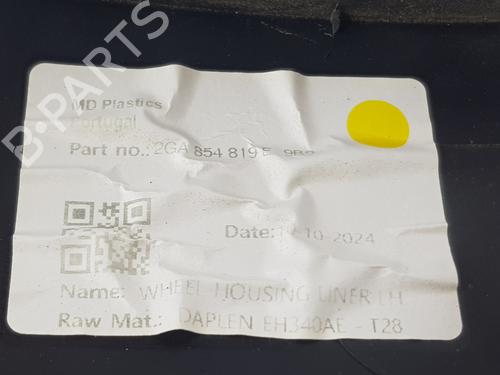 B-PARTS
MD Plastics
Portugal
Part no.: 2GA 854 819 E
Date: -10-2024
Name: WHEEL HOUSING LINER LH
Raw Mat.: DAPLEN EH340AE - T28